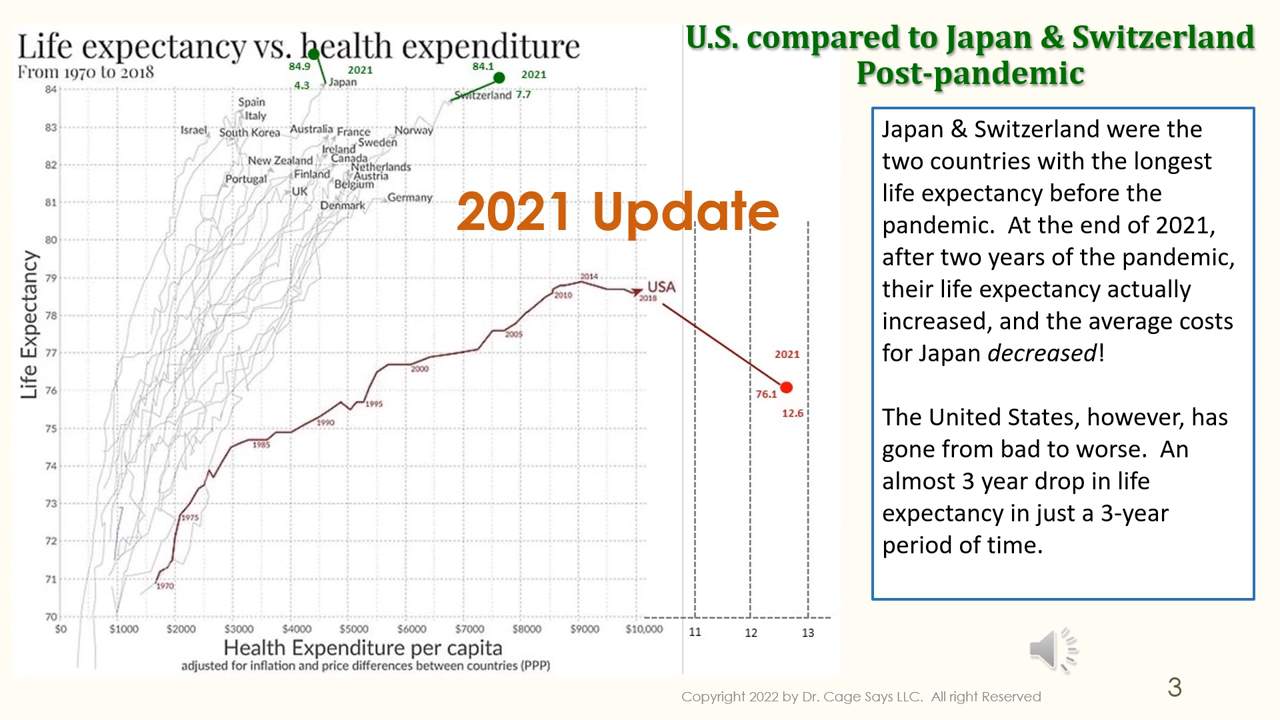 Life expectancy vs. health expenditure
From 1970 to 2018
U.S. compared to Japan & Switzerland
Post-pandemic
84.9
2021
4.3
Japan
84.1
2021
Switzerland
7.7
Spain
Italy
Israel
South Korea
Australia
France
Norway
Sweden
Ireland
Canada
New Zealand
Netherlands
Finland
Austria
Portugal
Belgium
UK
Germany
Denmark
2021 Update
84
83
82
81
80
79
78
77
76
75
74
73
72
71
70
Life Expectancy
1970
1975
1985
1990
1995
2000
2005
2010
2014
2018
USA
2021
76.1
12.6
$0
$1000
$2000
$3000
$4000
$5000
$6000
$7000
$8000
$9000
$10,000
11
12
13
Health Expenditure per capita
adjusted for inflation and price differences between countries (PPP)
Japan & Switzerland were the
two countries with the longest
life expectancy before the
pandemic. At the end of 2021,
after two years of the pandemic,
their life expectancy actually
increased, and the average costs
for Japan decreased!
The United States, however, has
gone from bad to worse. An
almost 3 year drop in life
expectancy in just a 3-year
period of time.
Copyright 2022 by Dr. Cage Says LLC. All right Reserved
3